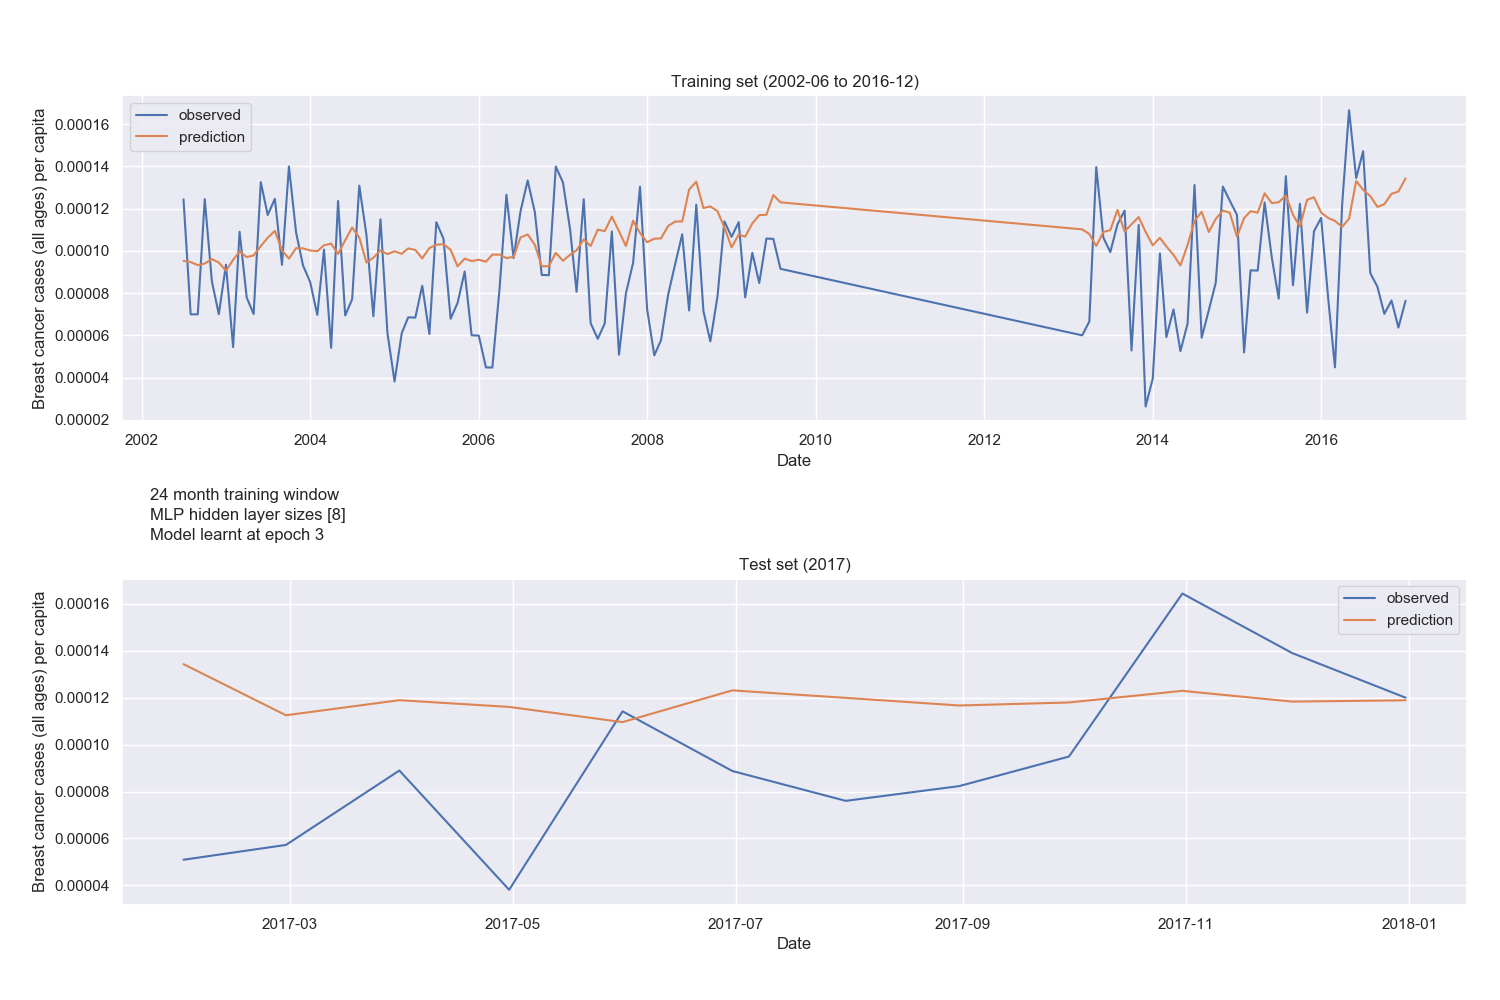 Training set (2002-06 to 2016-12)
observed
prediction
Breast cancer cases (all ages) per capita
0.00016
0.00014
0.00012
0.00010
0.00008
0.00006
0.00004
0.00002
2002 2004 2006 2008 2010 2012 2014 2016
Date
24 month training window
MLP hidden layer sizes [8]
Model learnt at epoch 3
Test set (2017)
observed
prediction
Breast cancer cases (all ages) per capita
0.00016
0.00014
0.00012
0.00010
0.00008
0.00006
0.00004
2017-03 2017-05 2017-07 2017-09 2017-11 2018-01
Date